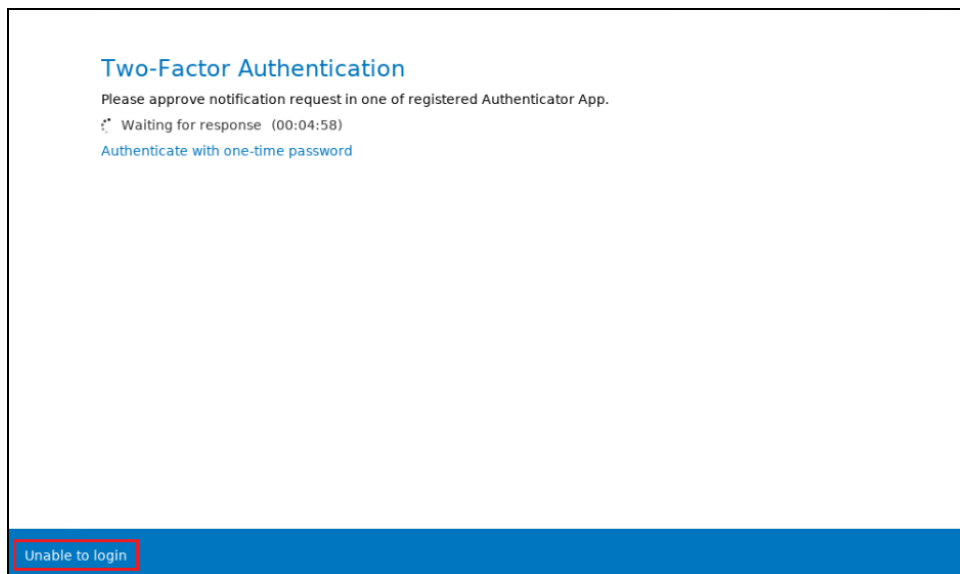 Two-Factor Authentication
Please approve notification request in one of registered Authenticator App.
Waiting for response (00:04:58)
Authenticate with one-time password
Unable to login